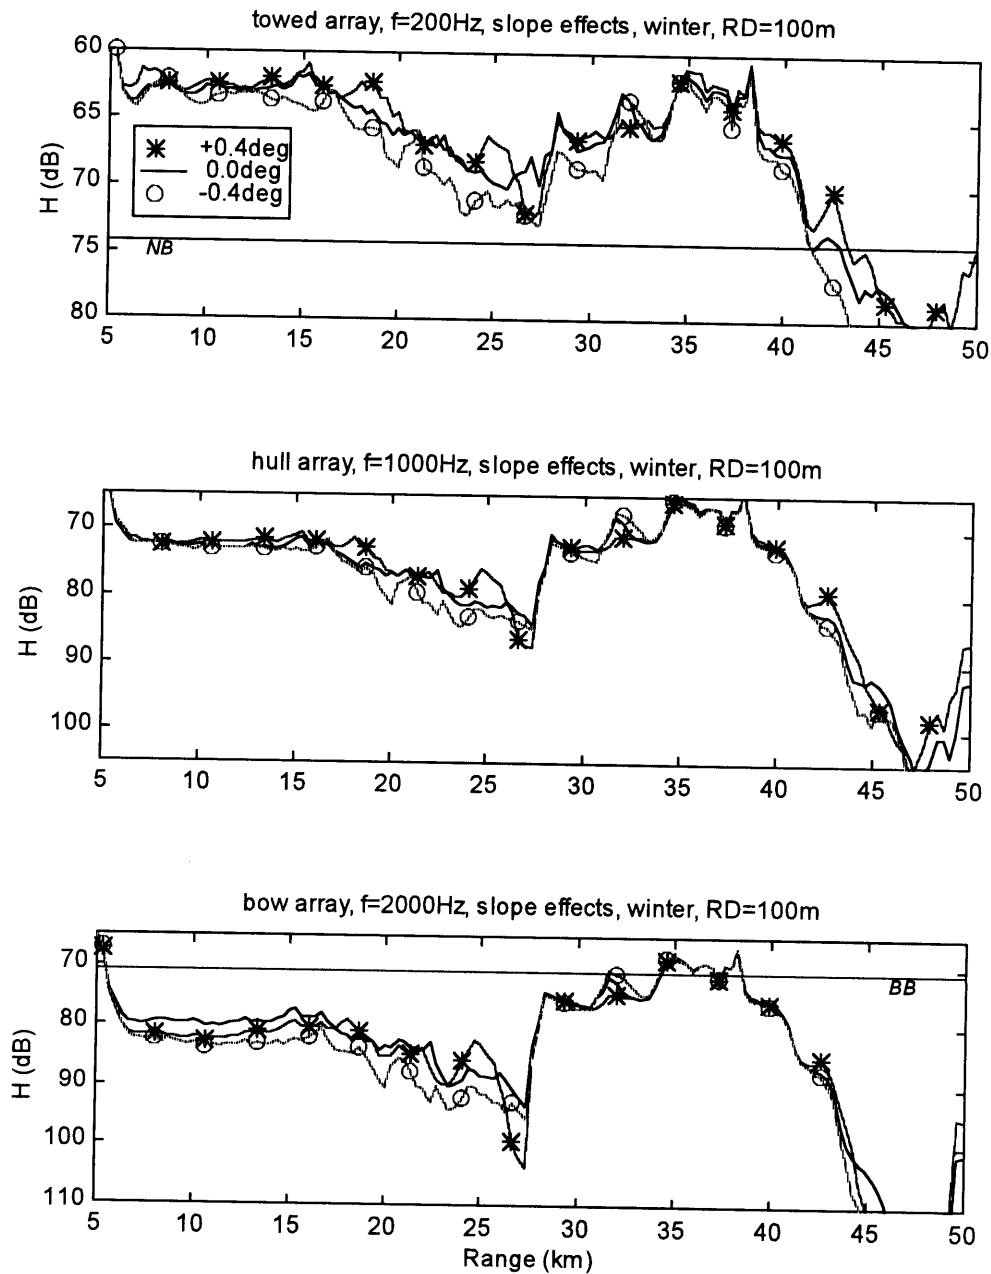 towed array, f=200Hz, slope effects, winter, RD=100m
60
65
70
75
80
H (dB)
+0.4deg
0.0deg
-0.4deg
NB
5 10 15 20 25 30 35 40 45 50
hull array, f=1000Hz, slope effects, winter, RD=100m
70
80
90
100
H (dB)
5 10 15 20 25 30 35 40 45 50
bow array, f=2000Hz, slope effects, winter, RD=100m
70
80
90
100
110
H (dB)
BB
5 10 15 20 25 30 35 40 45 50
Range (km)